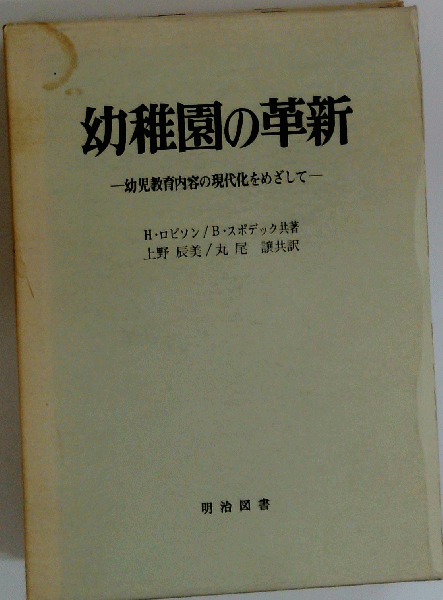 幼稚園の革新
―幼児教育内容の現代化をめざして―
H・ロビソン/B・スポデック共著
上野 辰美/丸尾 譲共訳
明治図書